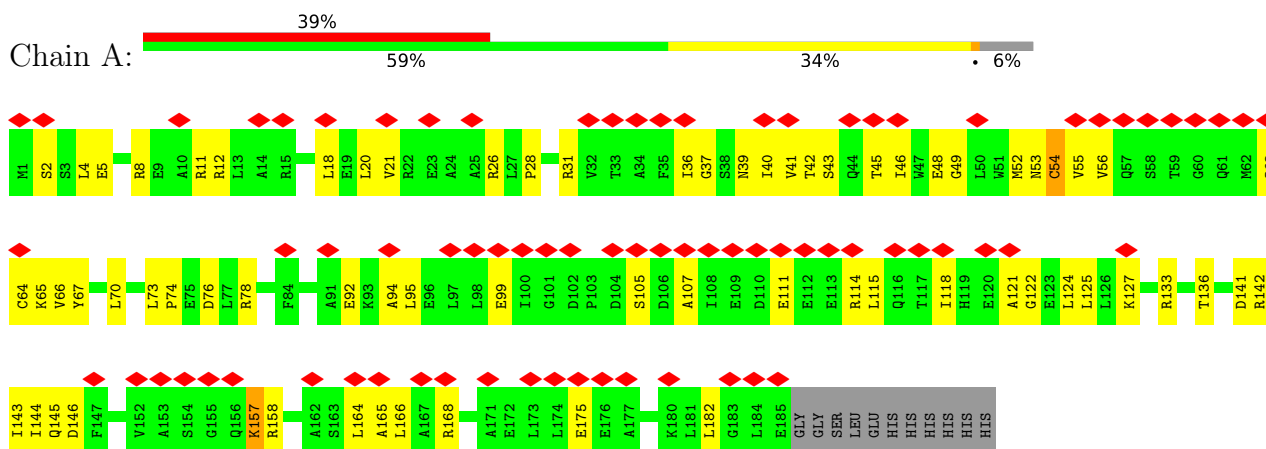 39%
Chain A:
59% 34% • 6%
M1 S2 S3 L4 E5 R8 E9 A10 R11 R12 L13 A14 R15 L18 E19 L20 V21 R22 E23 A24 A25 R26 L27 P28 R31 V32 T33 A34 F35 I36 G37 S38 N39 I40 V41 T42 S43 Q44 T45 I46 W47 E48 G49 L50 W51 M52 N53 C54 V55 V56 Q57 S58 T59 G60 Q61 M62
C64 K65 V66 Y67 L70 L73 P74 E75 D76 L77 R78 F84 A91 E92 K93 A94 L95 E96 L97 L98 E99 I100 G101 D102 P103 D104 S105 D106 A107 I108 E109 D110 E111 E112 E113 R114 L115 Q116 T117 I118 H119 E120 A121 G122 E123 L124 L125 L126 K127 R133 T136 D141 R142
I143 I144 Q145 D146 F147 V152 A153 S154 G155 Q156 K157 R158 A162 S163 L164 A165 L166 A167 R168 A171 E172 L173 L174 E175 E176 A177 K180 L181 L182 G183 L184 E185 GLY GLY SER LEU GLU HIS HIS HIS HIS HIS HIS